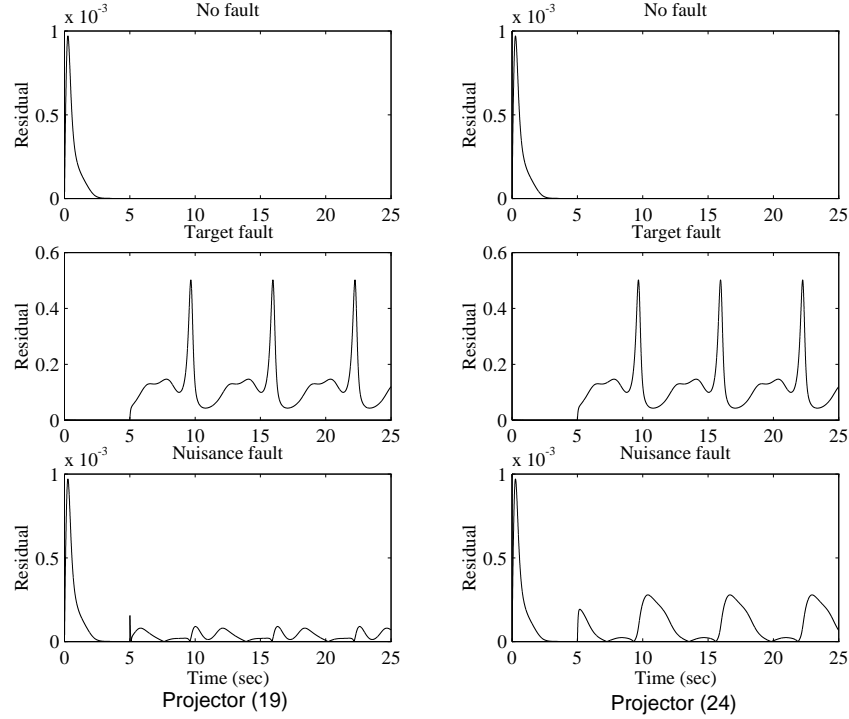 x 10-3
No fault
1
0.5
0
Residual
0 5 10 15 20 25
Target fault
0.6
0.4
0.2
0
Residual
0 5 10 15 20 25
x 10-3
Nuisance fault
1
0.5
0
Residual
0 5 10 15 20 25
Time (sec)
Projector (19)
x 10-3
No fault
1
0.5
0
Residual
0 5 10 15 20 25
Target fault
0.6
0.4
0.2
0
Residual
0 5 10 15 20 25
x 10-3
Nuisance fault
1
0.5
0
Residual
0 5 10 15 20 25
Time (sec)
Projector (24)